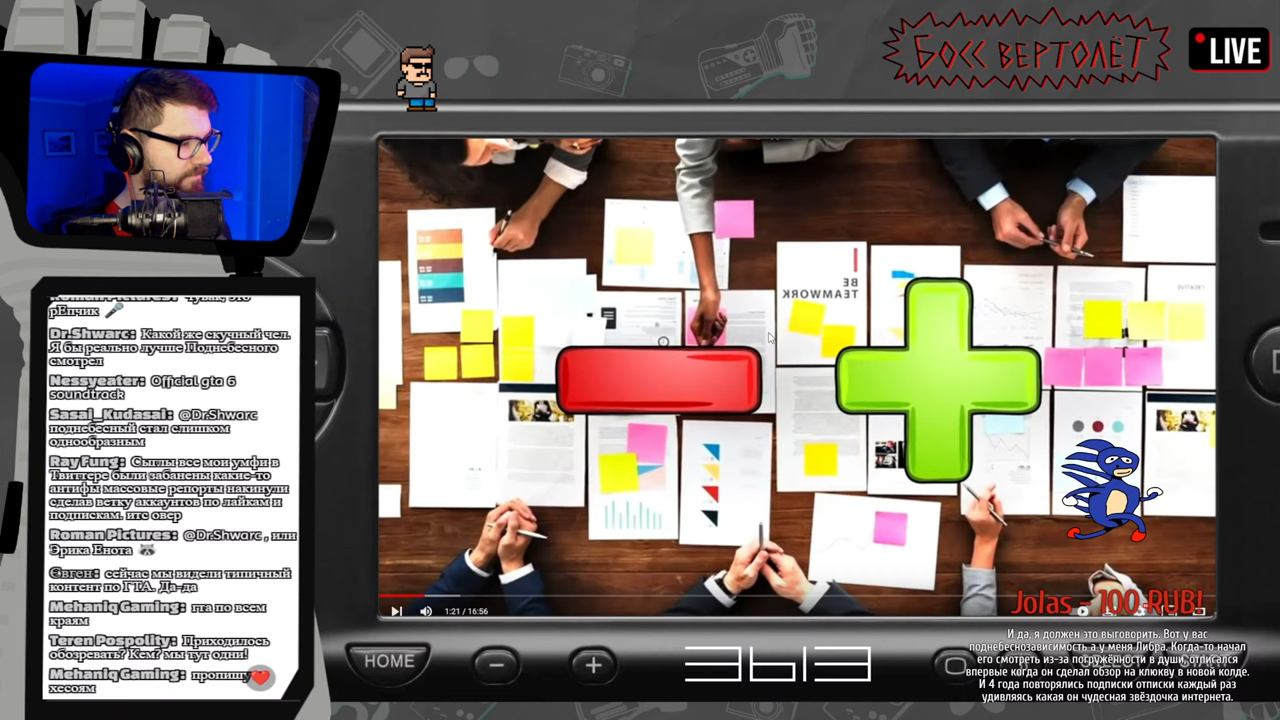 БОСС ВЕРТОЛЁТ
LIVE
рЕпчик
Dr.Shwarc: Какой же скучный чел.
Я бы реально лучше Поднебесного
смотрел
Nessyeater: Official gta 6
soundtrack
Sasai_Kudasai: @Dr.Shwarc
поднебесный стал слишком
однообразным
RayFung: Сыглы все мои умфи в
Твиттере были забанены какие-то
антифы массовые репорты накинули
сделав ветку аккаунтов по лайкам и
подпискам. итс овер
Roman Pictures: @Dr.Shwarc , или
Эрика Енота
Євген: сейчас мы видели типичный
контент по ГТА. Да-да
MehaniqGaming: гта по всем
краям
Teren Pospolity: Приходилось
обозревать? Кем? мы тут одни!
MehaniqGaming: пропишу
хесоям
BE
TEAMWORK
1:21 / 16:56
Jolas - 100 RUB!
И да, я должен это выговорить. Вот у вас
поднебеснозависимость а у меня Либра. Когда-то начал
его смотреть из-за погружённости в души, отписался
впервые когда он сделал обзор на клюкву в новой колде.
И 4 года повторялись подписки отписки каждый раз
удивляясь какая он чудесная звёздочка интернета.
HOME